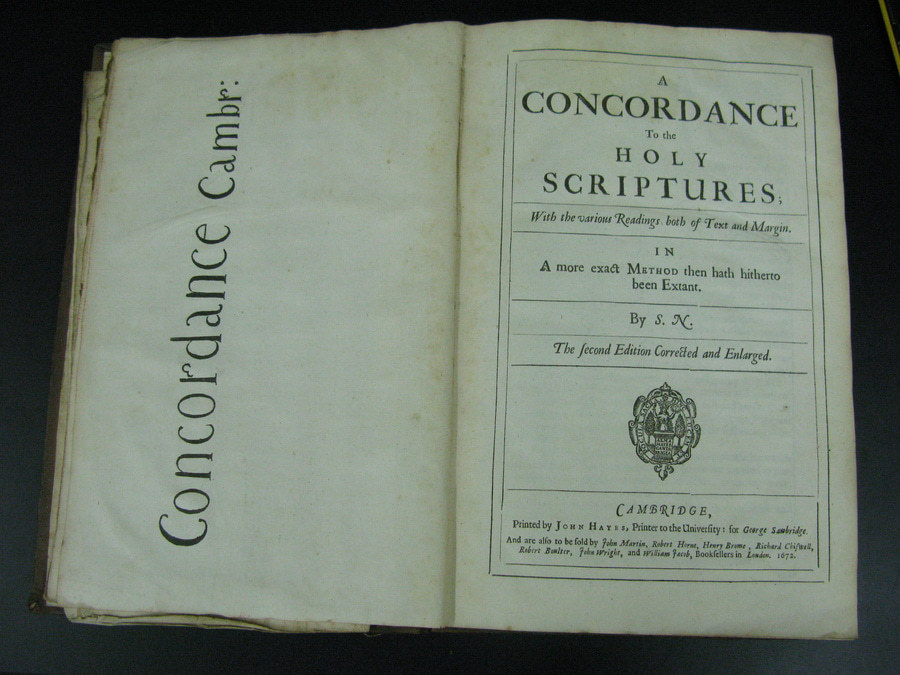 Concordance Cambr:
A
CONCORDANCE
To the
HOLY
SCRIPTURES;
With the various Readings both of Text and Margin.
IN
A more exact METHOD then hath hitherto
been Extant.
By S. N.
The second Edition Corrected and Enlarged.
CAMBRIDGE,
Printed by JOHN HAYES, Printer to the University: for George Sawbridge.
And are also to be sold by John Martin, Robert Horne, Henry Brome, Richard Chiswell,
Robert Boulter, John Wright, and William Jacob, Booksellers in London. 1672.